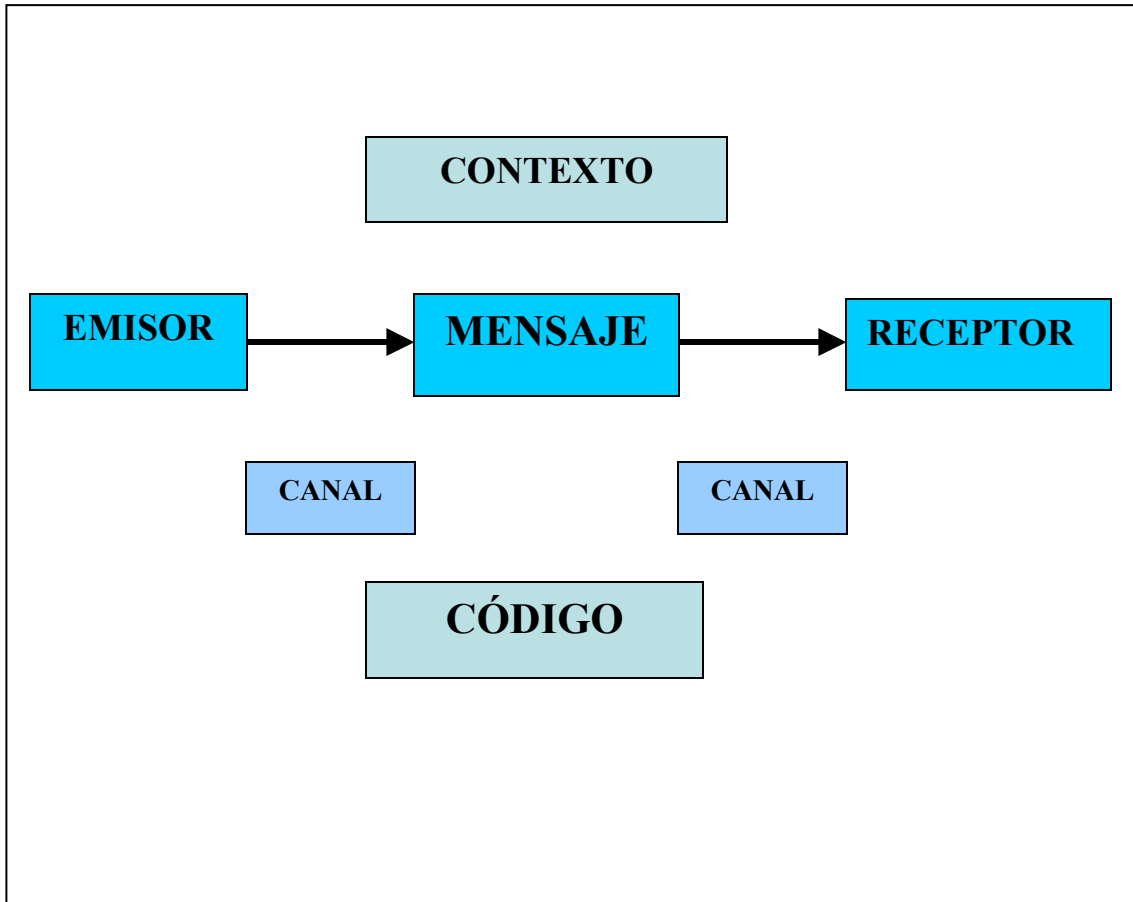 CONTEXTO
EMISOR
MENSAJE
RECEPTOR
CANAL
CANAL
CÓDIGO